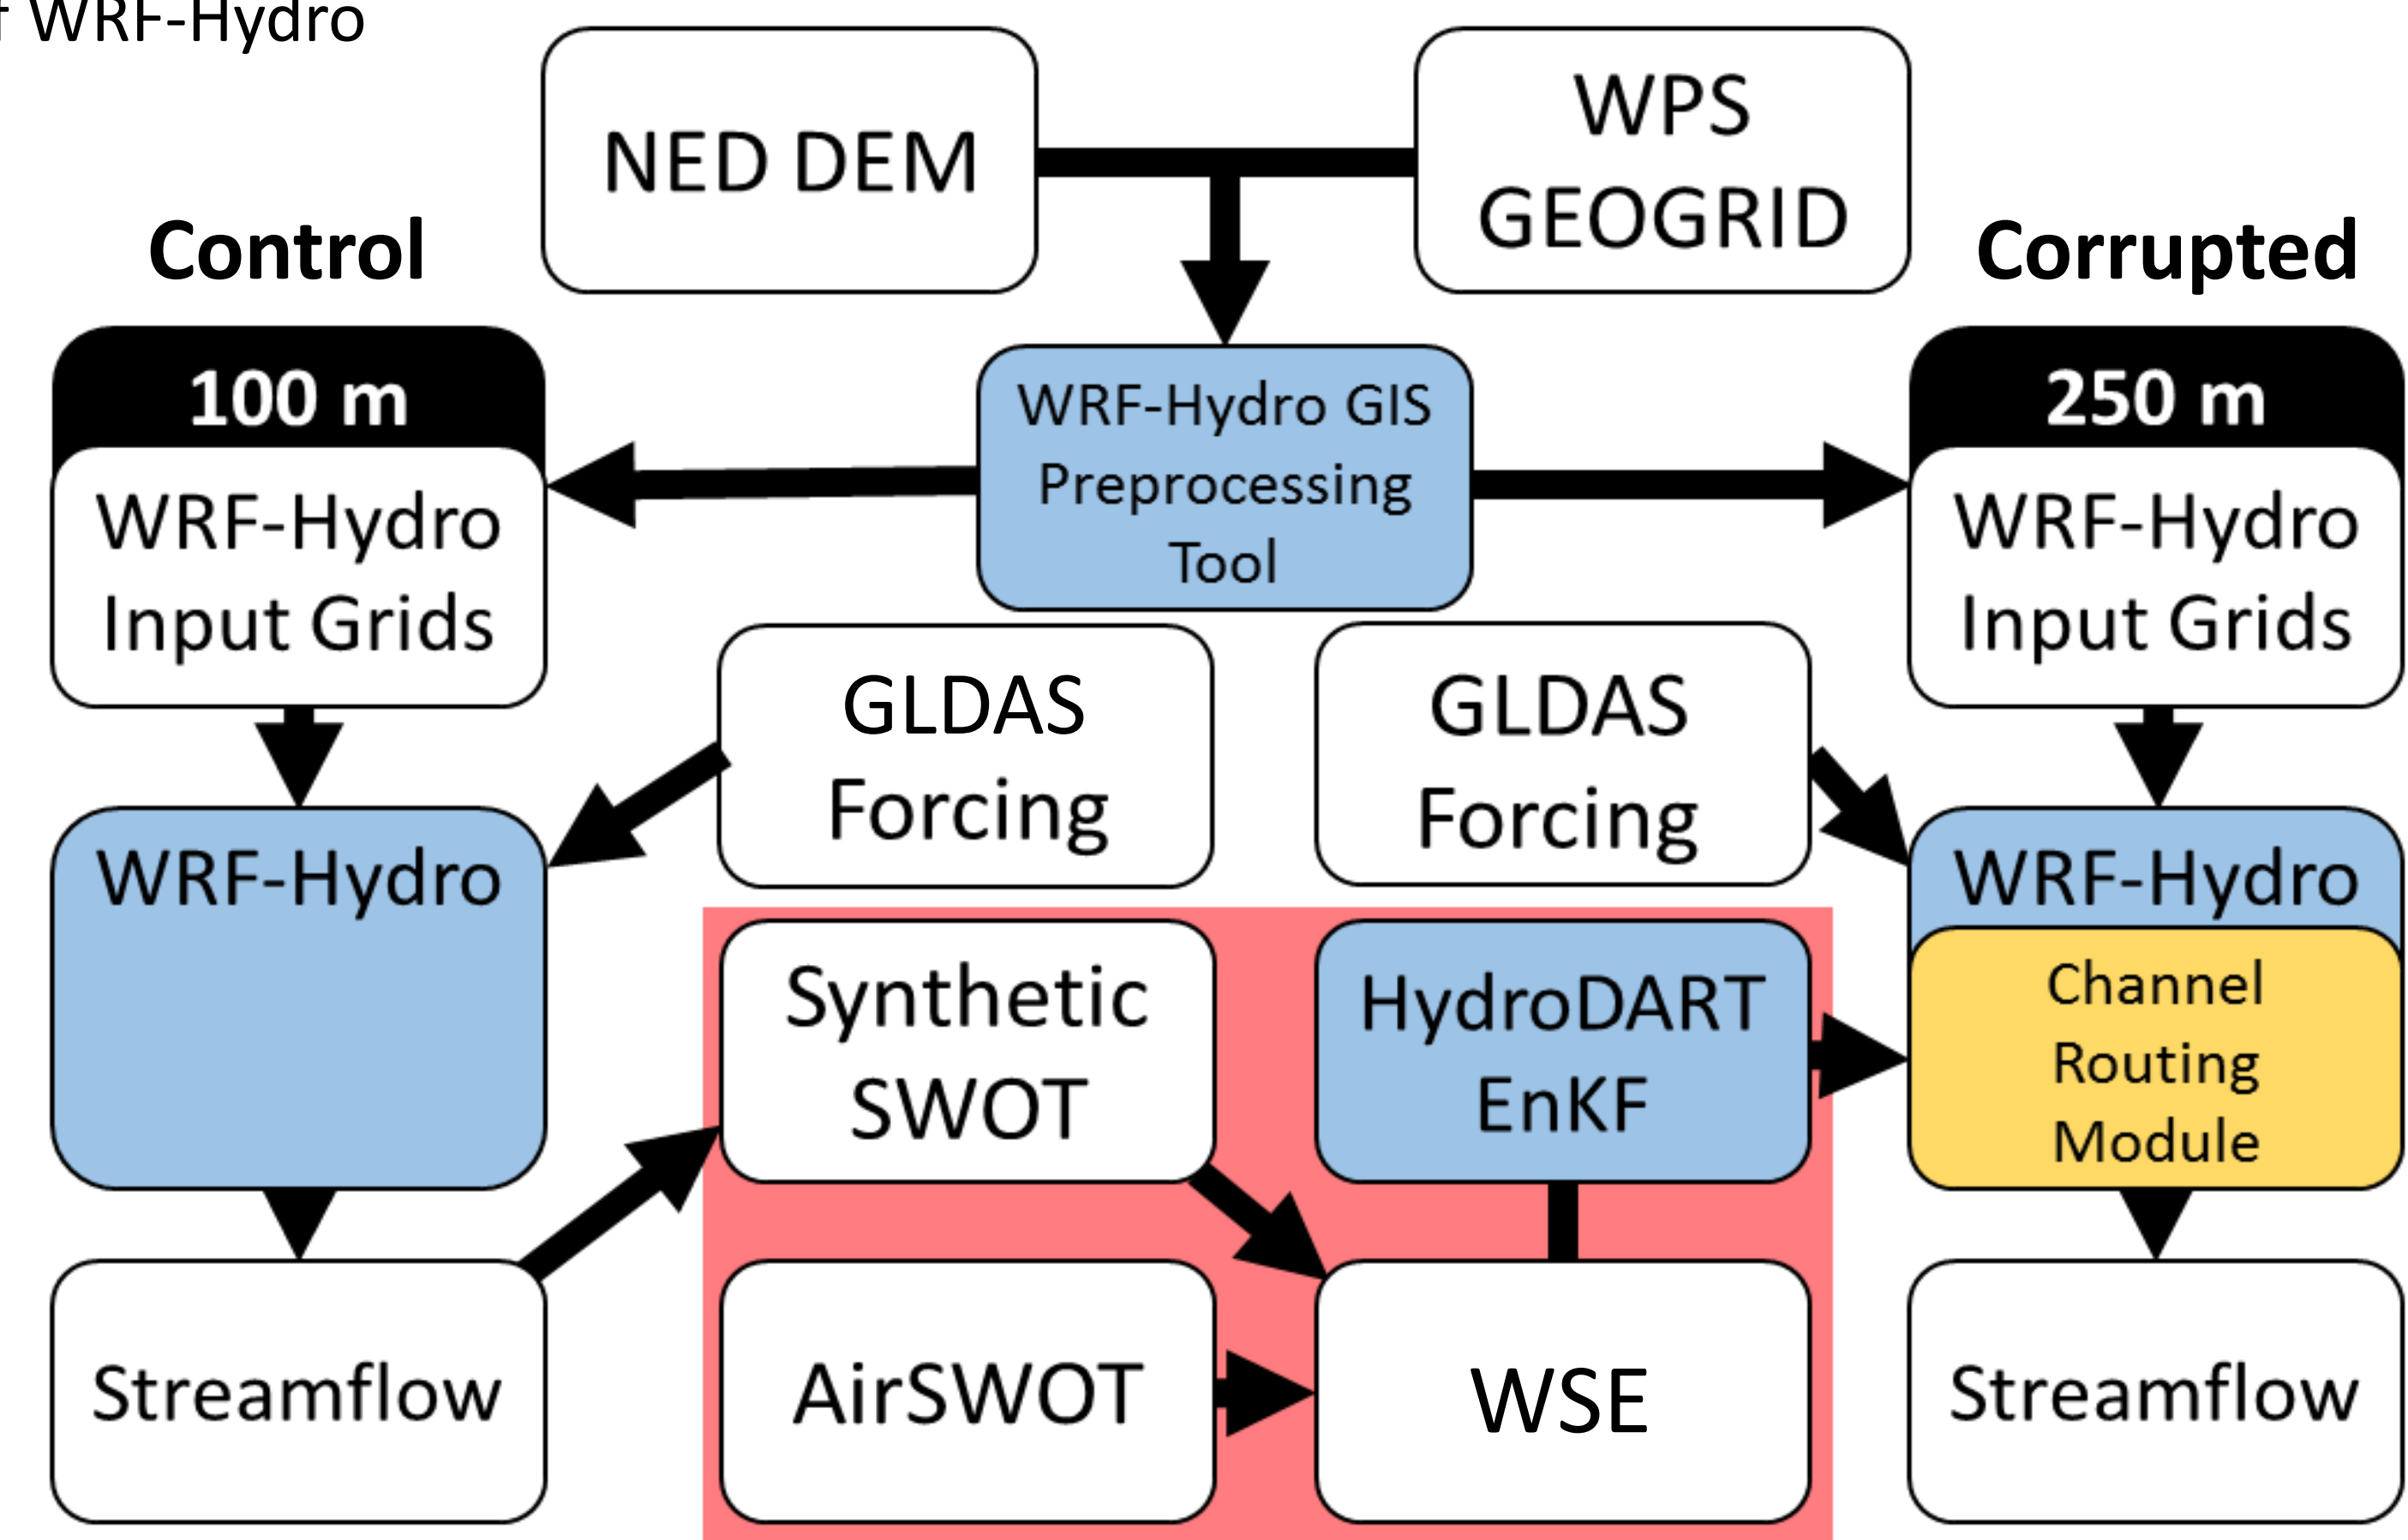 WRF-Hydro
NED DEM
WPS
GEOGRID
Control
Corrupted
100 m
WRF-Hydro
Input Grids
WRF-Hydro GIS
Preprocessing
Tool
250 m
WRF-Hydro
Input Grids
GLDAS
Forcing
GLDAS
Forcing
WRF-Hydro
WRF-Hydro
Channel
Routing
Module
Synthetic
SWOT
HydroDART
EnKF
Streamflow
AirSWOT
WSE
Streamflow